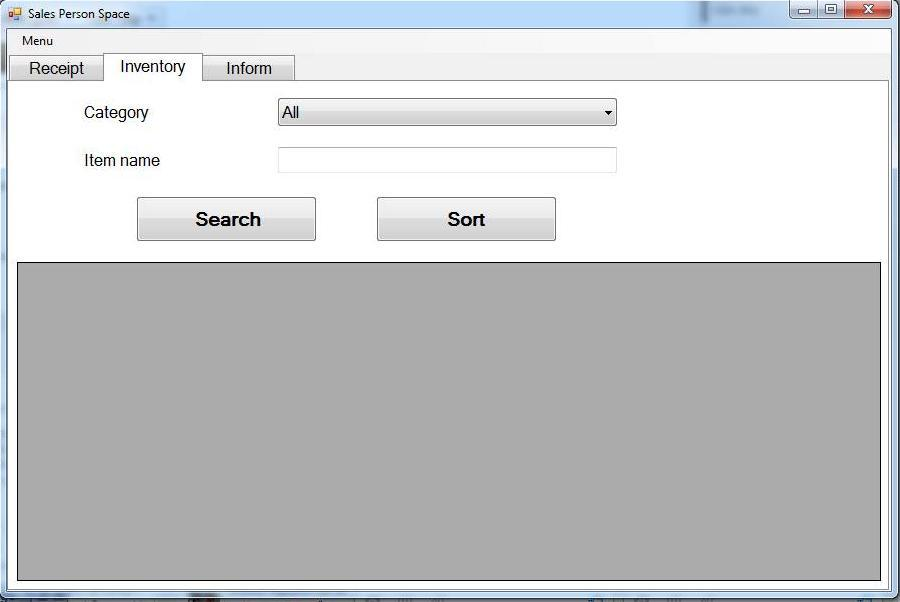 Sales Person Space
Menu
Receipt Inventory Inform
Category All
Item name
Search Sort